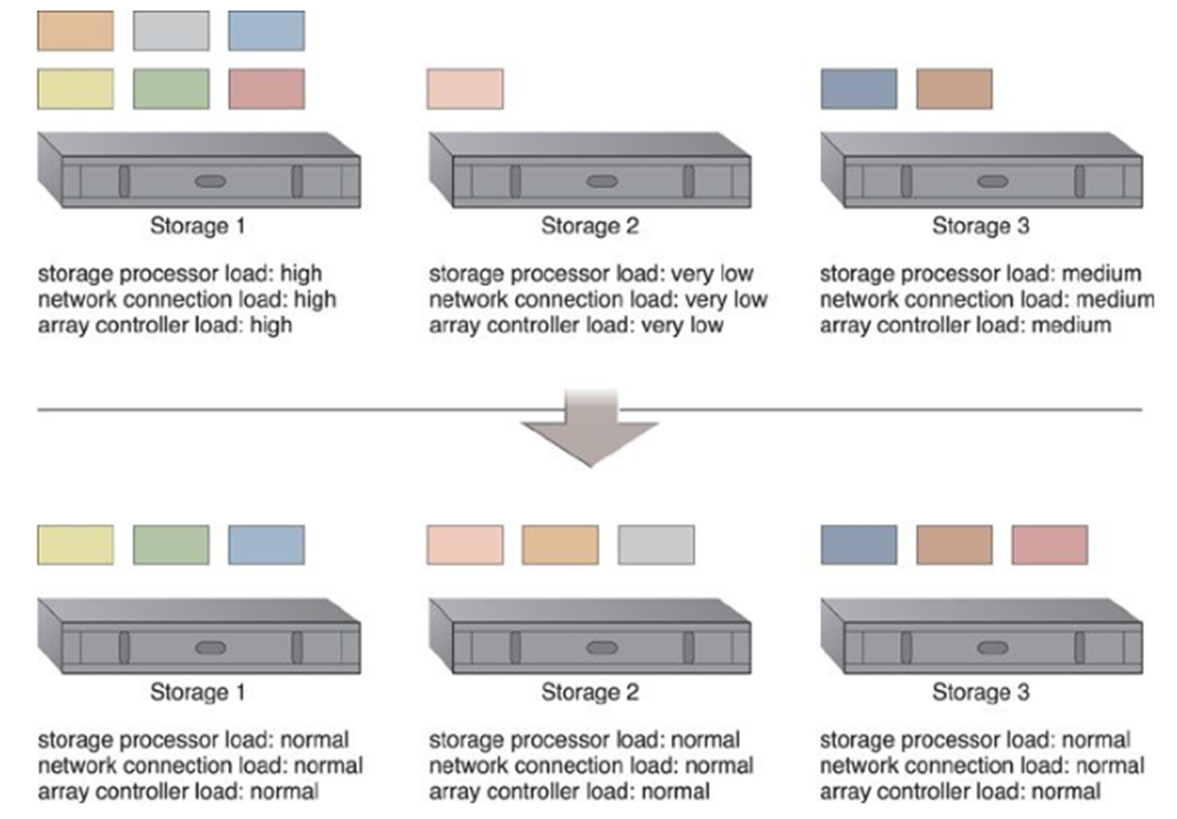 Storage 1
storage processor load: high
network connection load: high
array controller load: high
Storage 2
storage processor load: very low
network connection load: very low
array controller load: very low
Storage 3
storage processor load: medium
network connection load: medium
array controller load: medium
Storage 1
storage processor load: normal
network connection load: normal
array controller load: normal
Storage 2
storage processor load: normal
network connection load: normal
array controller load: normal
Storage 3
storage processor load: normal
network connection load: normal
array controller load: normal